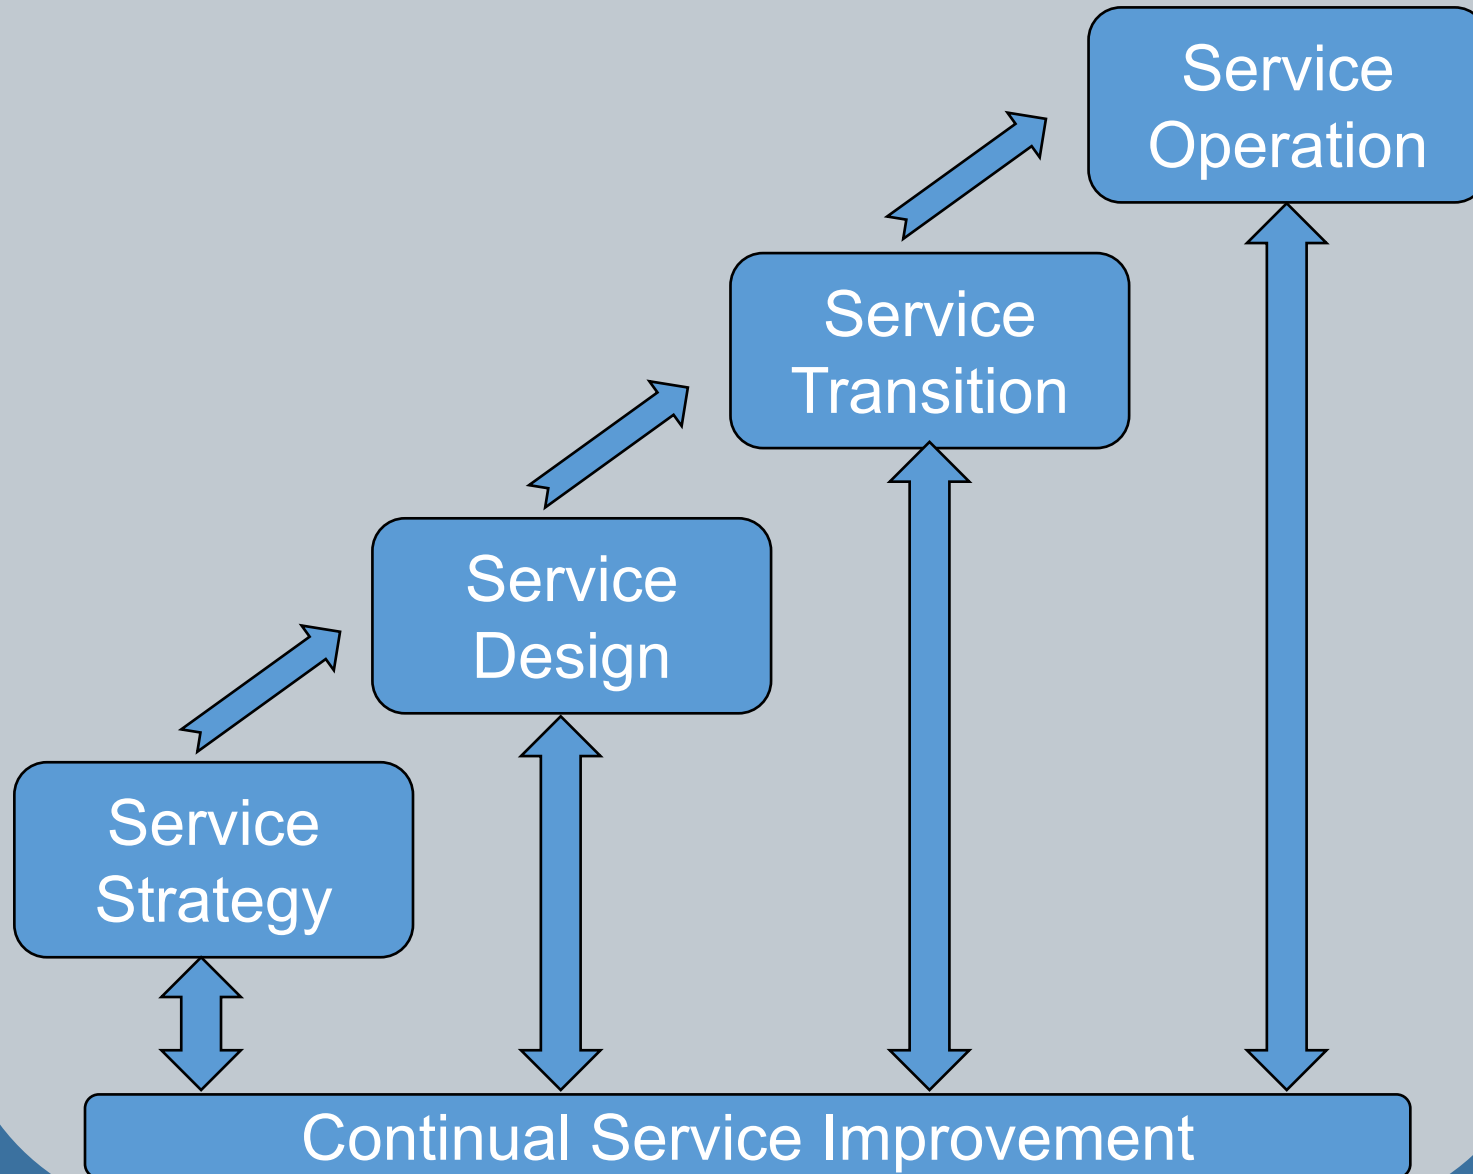 Service
Operation
Service
Transition
Service
Design
Service
Strategy
Continual Service Improvement